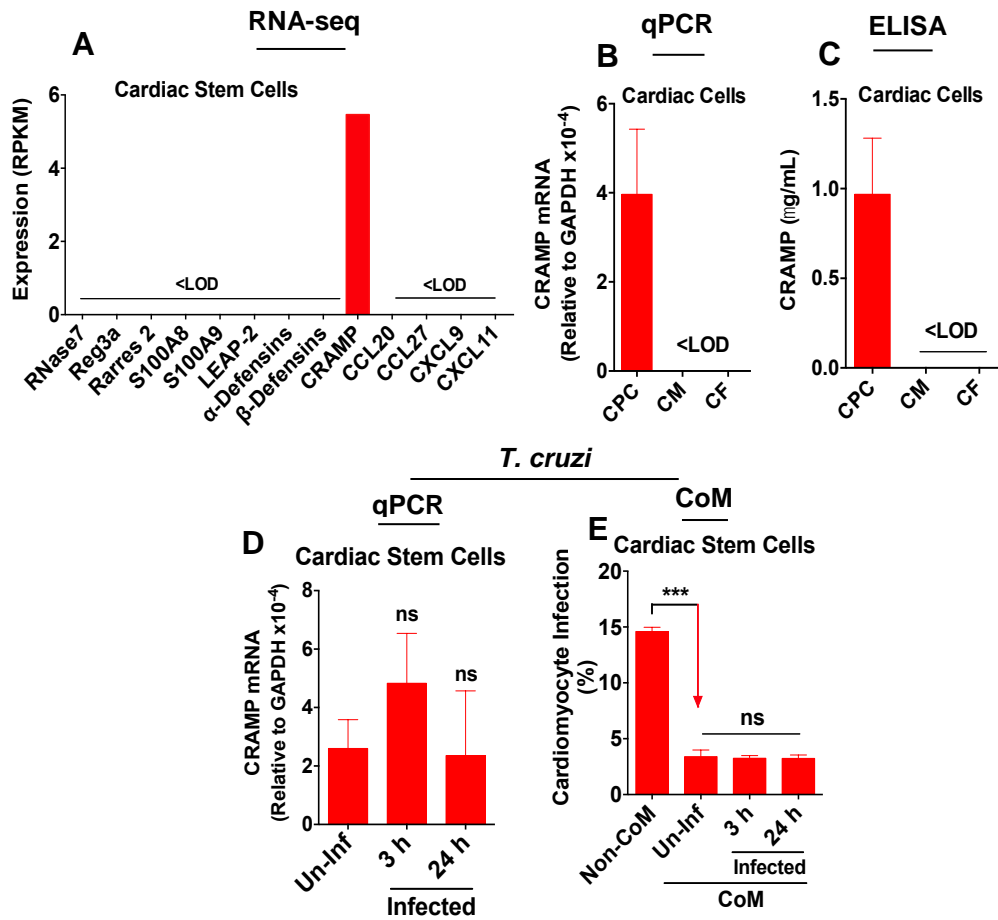 RNA-seq
A
Cardiac Stem Cells
Expression (RPKM)
6
4
2
0
<LOD
<LOD
RNase7
Reg3a
Rarres 2
S100A8
S100A9
LEAP-2
α-Defensins
β-Defensins
CRAMP
CCL20
CCL27
CXCL9
CXCL11
qPCR
B
Cardiac Cells
CRAMP mRNA
(Relative to GAPDH x10-4)
6
4
2
0
<LOD
CPC
CM
CF
ELISA
C
Cardiac Cells
CRAMP (mg/mL)
1.5
1.0
0.5
0.0
<LOD
CPC
CM
CF
T. cruzi
qPCR
D
Cardiac Stem Cells
CRAMP mRNA
(Relative to GAPDH x10-4)
8
6
4
2
0
ns
ns
Un-Inf
3 h
24 h
Infected
CoM
E
Cardiac Stem Cells
Cardiomyocyte Infection
(%)
20
15
10
5
0
***
ns
Non-CoM
Un-Inf
3 h
24 h
Infected
CoM